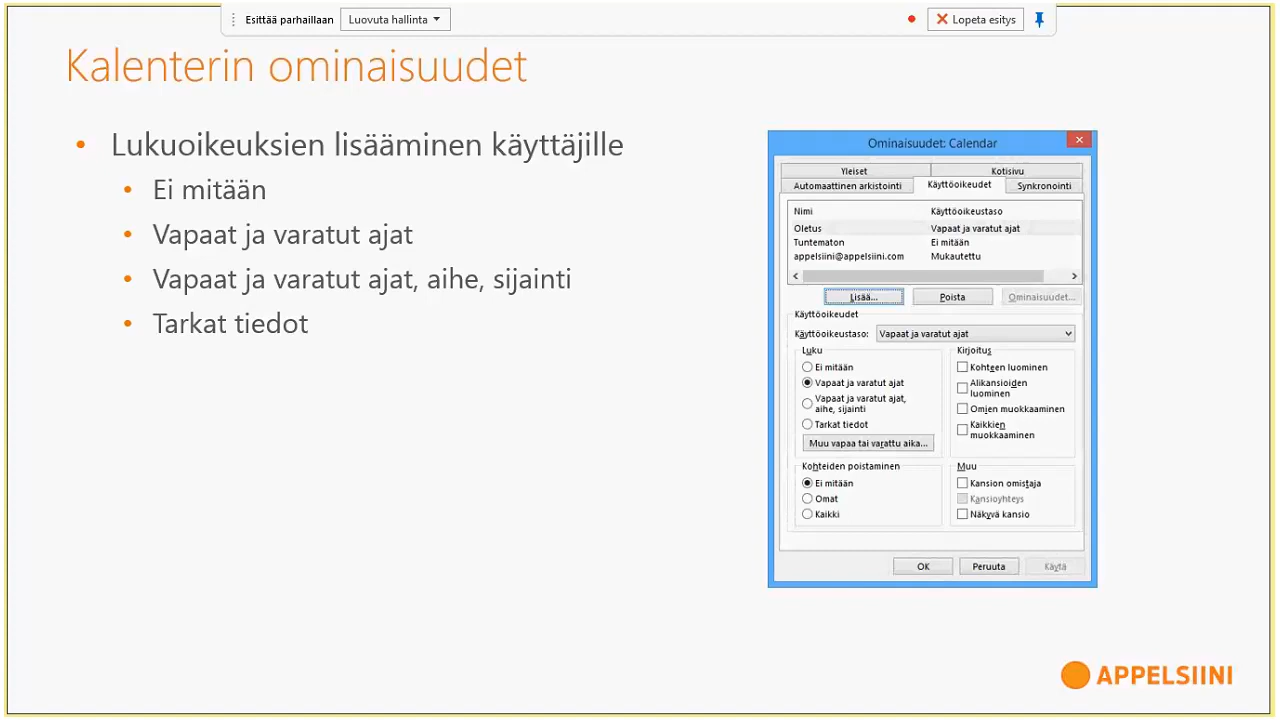 Esittää parhaillaan
Luovuta hallinta
Lopeta esitys
Kalenterin ominaisuudet
• Lukuoikeuksien lisääminen käyttäjille
• Ei mitään
• Vapaat ja varatut ajat
• Vapaat ja varatut ajat, aihe, sijainti
• Tarkat tiedot
Ominaisuudet: Calendar
Yleiset Kotisivu
Automaattinen arkistointi Käyttöoikeudet Synkronointi
Nimi Käyttöoikeustaso
Oletus Vapaat ja varatut ajat
Tuntematon Ei mitään
appelsiini@appelsiini.com Mukautettu
Lisää... Poista Ominaisuudet...
Käyttöoikeudet
Käyttöoikeustaso: Vapaat ja varatut ajat
Luku
Ei mitään
Vapaat ja varatut ajat
Vapaat ja varatut ajat,
aihe, sijainti
Tarkat tiedot
Muu vapaa tai varattu aika...
Kirjoitus
Kohteen luominen
Alikansioiden
luominen
Omien muokkaaminen
Kaikkien
muokkaaminen
Kohteiden poistaminen
Ei mitään
Omat
Kaikki
Muu
Kansion omistaja
Kansioyhteys
Näkyvä kansio
OK Peruuta Käytä
APPELSIINI